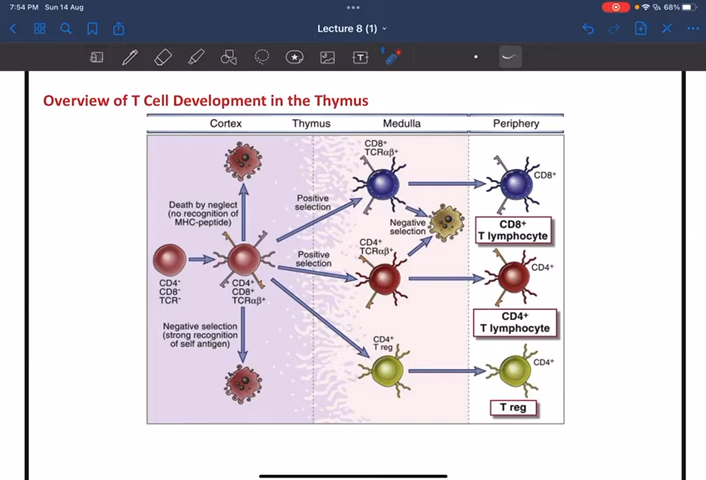 7:54 PM Sun 14 Aug
68%
Lecture 8 (1)
Overview of T Cell Development in the Thymus
Cortex Thymus Medulla Periphery
CD8⁺
TCRαβ⁺
CD8⁺
Death by neglect
(no recognition of
MHC-peptide)
Positive
selection
Negative
selection
CD8⁺
T lymphocyte
CD4⁺
TCRαβ⁺
Positive
selection
CD4⁺
CD4⁻
CD8⁻
TCR⁻
CD4⁺
CD8⁺
TCRαβ⁺
CD4⁺
T lymphocyte
Negative selection
(strong recognition
of self antigen)
CD4⁺
T reg
CD4⁺
T reg